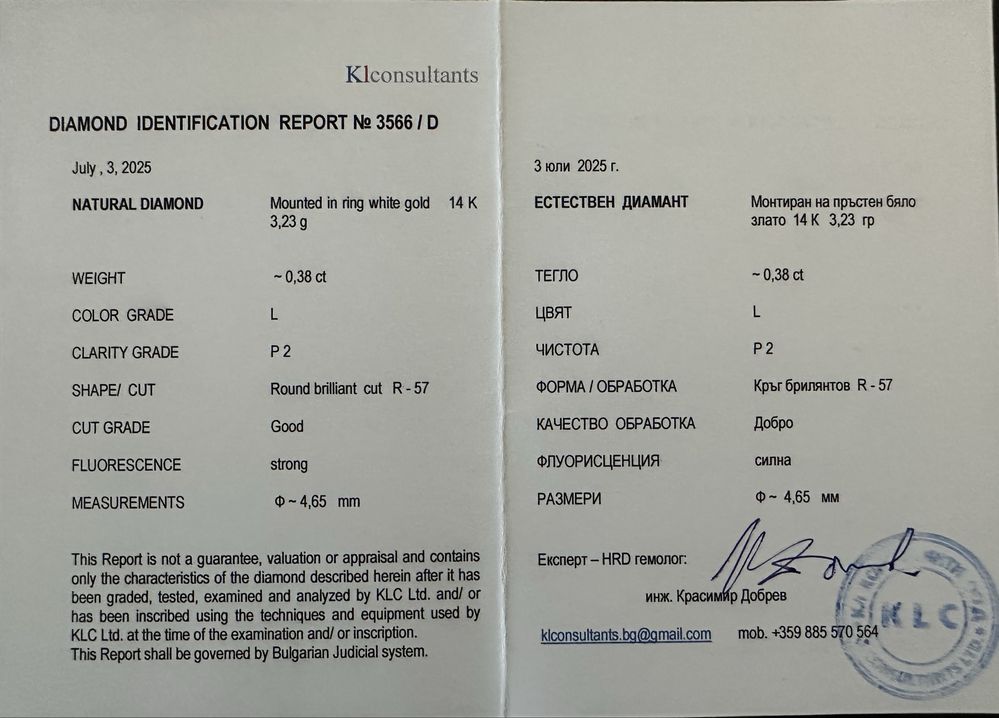 Klconsultants
DIAMOND IDENTIFICATION REPORT № 3566 / D
July , 3, 2025
NATURAL DIAMOND Mounted in ring white gold 14 K
3,23 g
WEIGHT ~ 0,38 ct
COLOR GRADE L
CLARITY GRADE P 2
SHAPE/ CUT Round brilliant cut R - 57
CUT GRADE Good
FLUORESCENCE strong
MEASUREMENTS Φ ~ 4,65 mm
This Report is not a guarantee, valuation or appraisal and contains
only the characteristics of the diamond described herein after it has
been graded, tested, examined and analyzed by KLC Ltd. and/ or
has been inscribed using the techniques and equipment used by
KLC Ltd. at the time of the examination and/ or inscription.
This Report shall be governed by Bulgarian Judicial system.
3 юли 2025 г.
ЕСТЕСТВЕН ДИАМАНТ Монтиран на пръстен бяло
злато 14 К 3,23 гр
ТЕГЛО ~ 0,38 ct
ЦВЯТ L
ЧИСТОТА P 2
ФОРМА / ОБРАБОТКА Кръг брилянтов R - 57
КАЧЕСТВО ОБРАБОТКА Добро
ФЛУОРИСЦЕНЦИЯ силна
РАЗМЕРИ Φ ~ 4,65 мм
Експерт – HRD гемолог:
инж. Красимир Добрев
klconsultants.bg@gmail.com mob. +359 885 570 564
KLC
CONSULTANTS LTD.